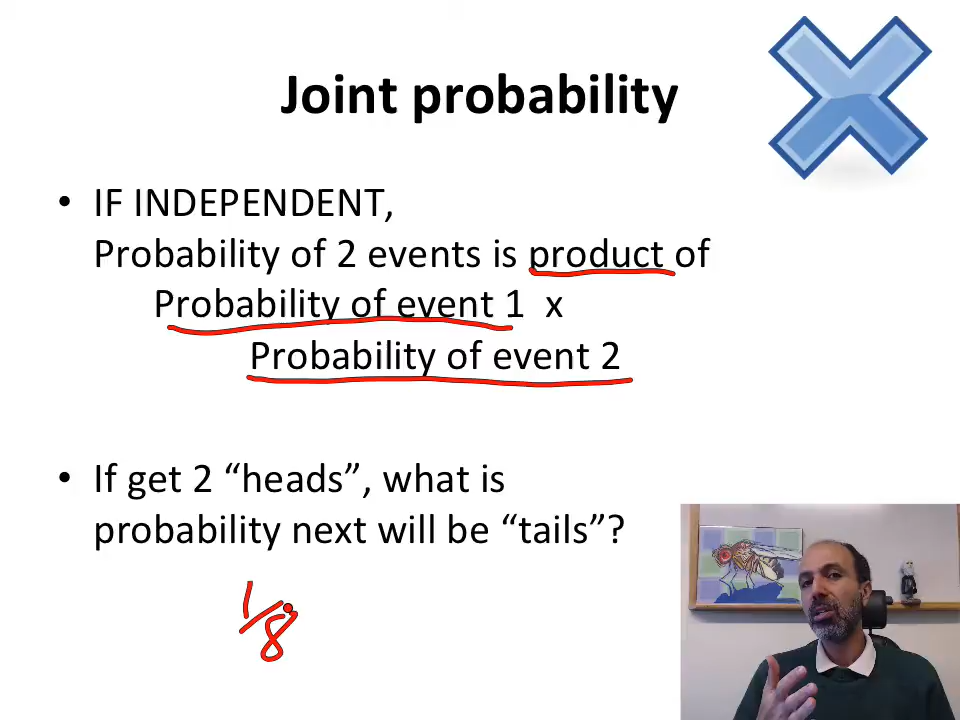 Joint probability
• IF INDEPENDENT,
Probability of 2 events is product of
Probability of event 1 x
Probability of event 2
• If get 2 “heads”, what is
probability next will be “tails”?
1/8